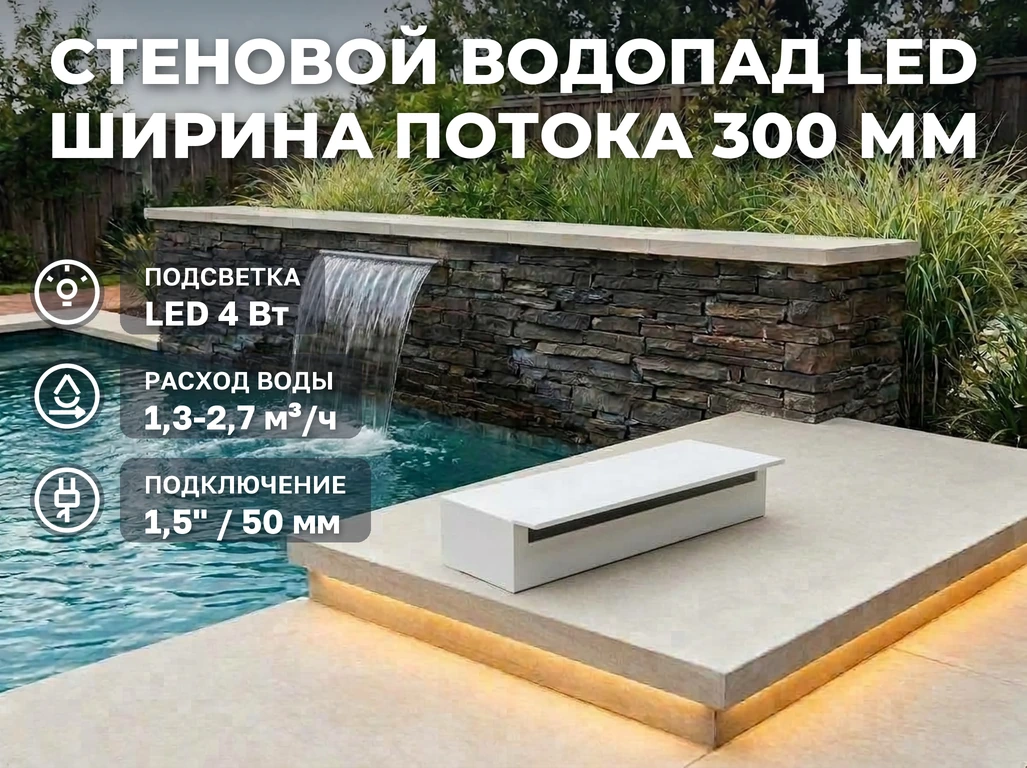 СТЕНОВОЙ ВОДОПАД LED
ШИРИНА ПОТОКА 300 ММ
ПОДСВЕТКА
LED 4 Вт
РАСХОД ВОДЫ
1,3-2,7 м³/ч
ПОДКЛЮЧЕНИЕ
1,5" / 50 мм